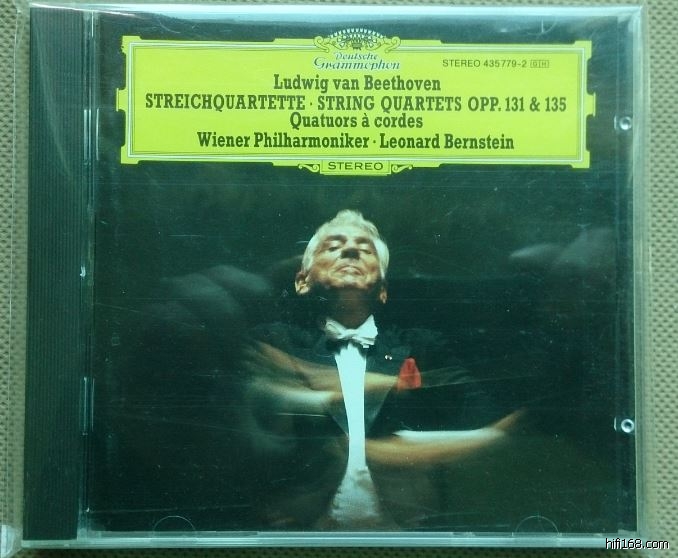 Deutsche
Grammophon
STEREO 435 779-2 GH
Ludwig van Beethoven
STREICHQUARTETTE · STRING QUARTETS OPP. 131 & 135
Quatuors à cordes
Wiener Philharmoniker · Leonard Bernstein
STEREO
hifi168.com